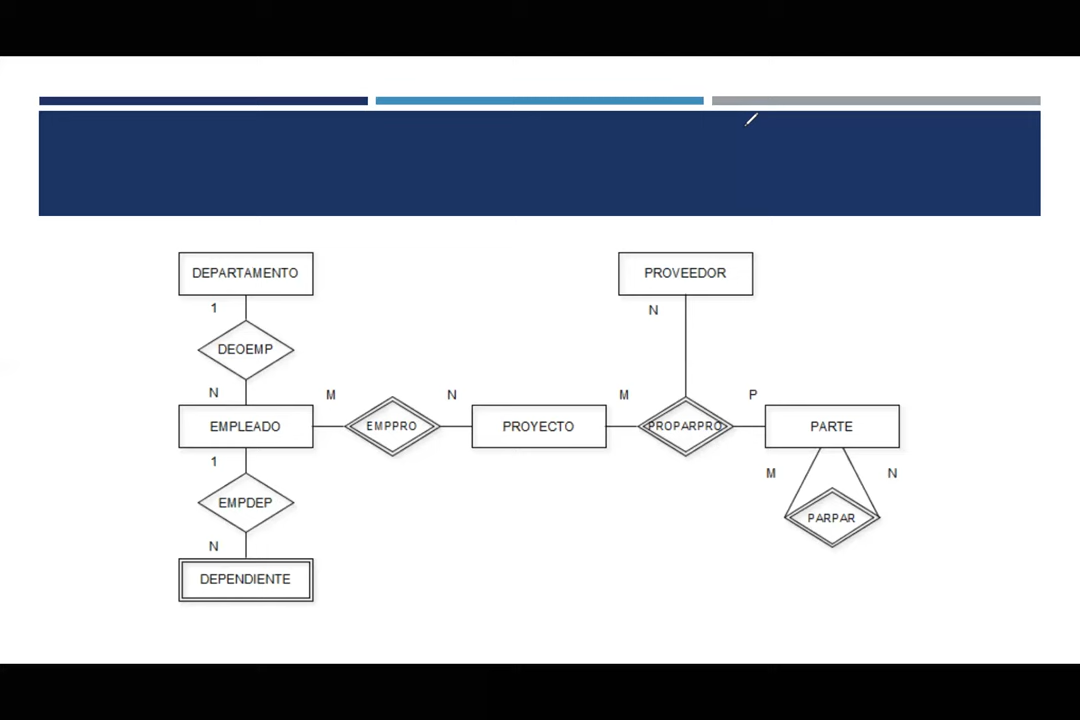 DEPARTAMENTO
PROVEEDOR
1
N
DEOEMP
N
M
N
M
P
EMPLEADO
EMPPRO
PROYECTO
PROPARPRO
PARTE
1
M
N
EMPDEP
PARPAR
N
DEPENDIENTE